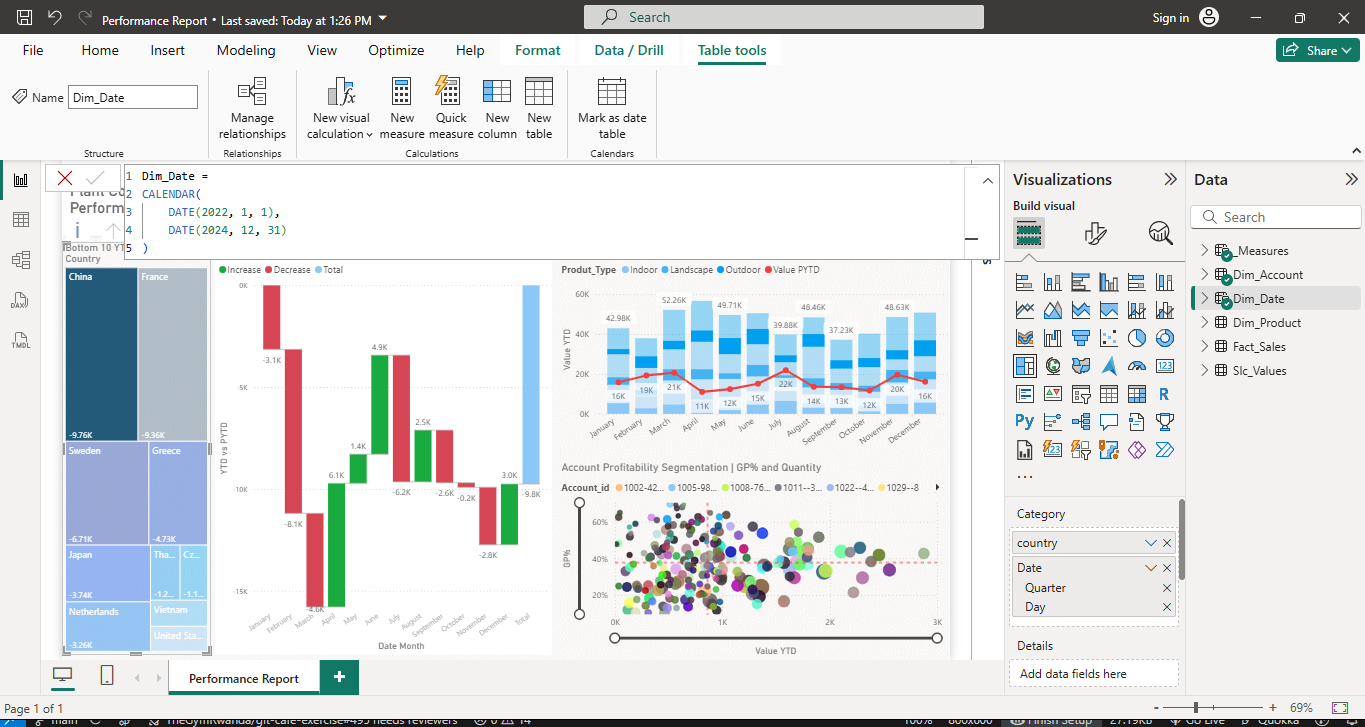 Performance Report • Last saved: Today at 1:26 PM
Search
Sign in
File Home Insert Modeling View Optimize Help Format Data / Drill Table tools
Share
Name Dim_Date
Manage relationships
New visual calculation
New measure
Quick measure
New column
New table
Mark as date table
Structure Relationships Calculations Calendars
1 Dim_Date =
2 CALENDAR(
3 DATE(2022, 1, 1),
4 DATE(2024, 12, 31)
5 )
Perform
Bottom 10 YT
Country
China
-9.76K
France
-9.36K
Sweden
-6.71K
Greece
-4.73K
Japan
-3.74K
Tha...
-1.2...
Cz...
-1.1...
Netherlands
-3.26K
Vietnam
United Sta...
Increase Decrease Total
YTD vs PYTD
0K
5K
-10K
-15K
-3.1K
-8.1K
-4.6K
6.1K
1.4K
4.9K
-6.2K
2.5K
-2.6K
-0.2K
-2.8K
3.0K
-9.8K
January February March April May June July August September October November December Total
Date Month
Produt_Type Indoor Landscape Outdoor Value PYTD
Value YTD
60K
40K
20K
0K
42.98K 52.26K 49.71K 39.88K 48.46K 37.23K 48.63K
16K 19K 21K 11K 12K 15K 22K 14K 13K 12K 20K 16K
January February March April May June July August September October November December
Account Profitability Segmentation | GP% and Quantity
Account_id 1002-42... 1005-98... 1008-76... 1011--3... 1022--4... 1029--8
GP%
60%
40%
20%
0K 1K 2K 3K
Value YTD
Visualizations
Build visual
Category
country
Date
Quarter
Day
Details
Add data fields here
Data
Search
_Measures
Dim_Account
Dim_Date
Dim_Product
Fact_Sales
Slc_Values
DAX
TMDL
Performance Report
Page 1 of 1
69%